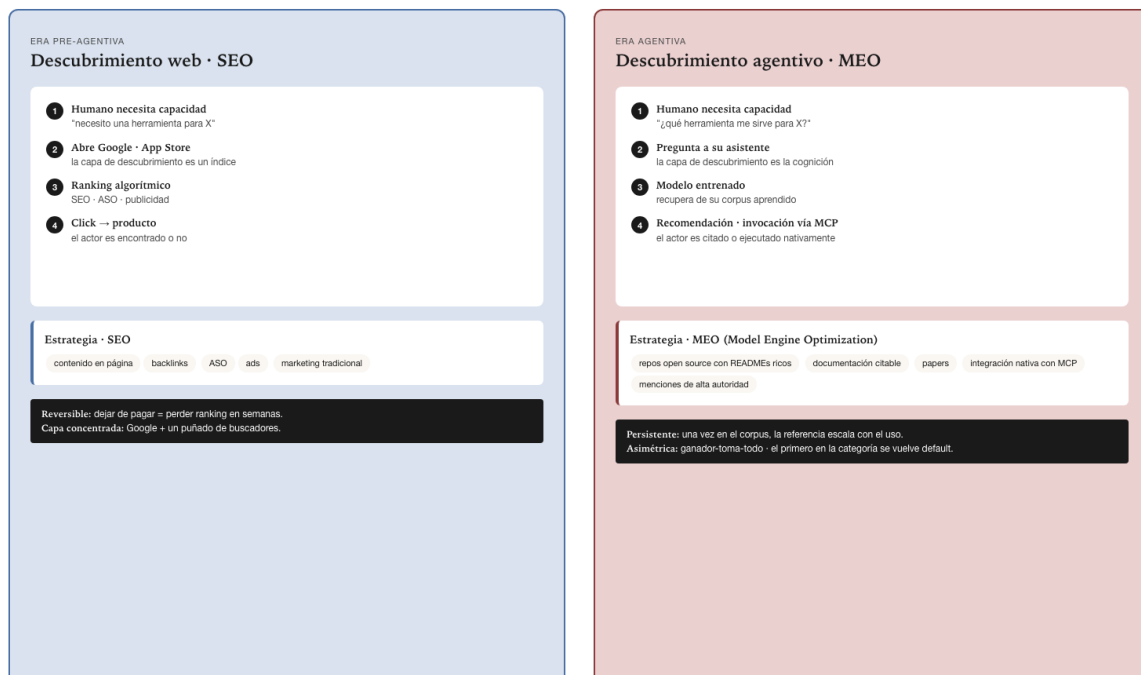 ERA PRE-AGENTIVA
Descubrimiento web · SEO
1 Humano necesita capacidad
"necesito una herramienta para X"
2 Abre Google · App Store
la capa de descubrimiento es un índice
3 Ranking algorítmico
SEO · ASO · publicidad
4 Click → producto
el actor es encontrado o no
Estrategia · SEO
contenido en página backlinks ASO ads marketing tradicional
Reversible: dejar de pagar = perder ranking en semanas.
Capa concentrada: Google + un puñado de buscadores.
ERA AGENTIVA
Descubrimiento agentivo · MEO
1 Humano necesita capacidad
"¿qué herramienta me sirve para X?"
2 Pregunta a su asistente
la capa de descubrimiento es la cognición
3 Modelo entrenado
recupera de su corpus aprendido
4 Recomendación · invocación vía MCP
el actor es citado o ejecutado nativamente
Estrategia · MEO (Model Engine Optimization)
repos open source con READMEs ricos documentación citable papers integración nativa con MCP
menciones de alta autoridad
Persistente: una vez en el corpus, la referencia escala con el uso.
Asimétrica: ganador-toma-todo · el primero en la categoría se vuelve default.